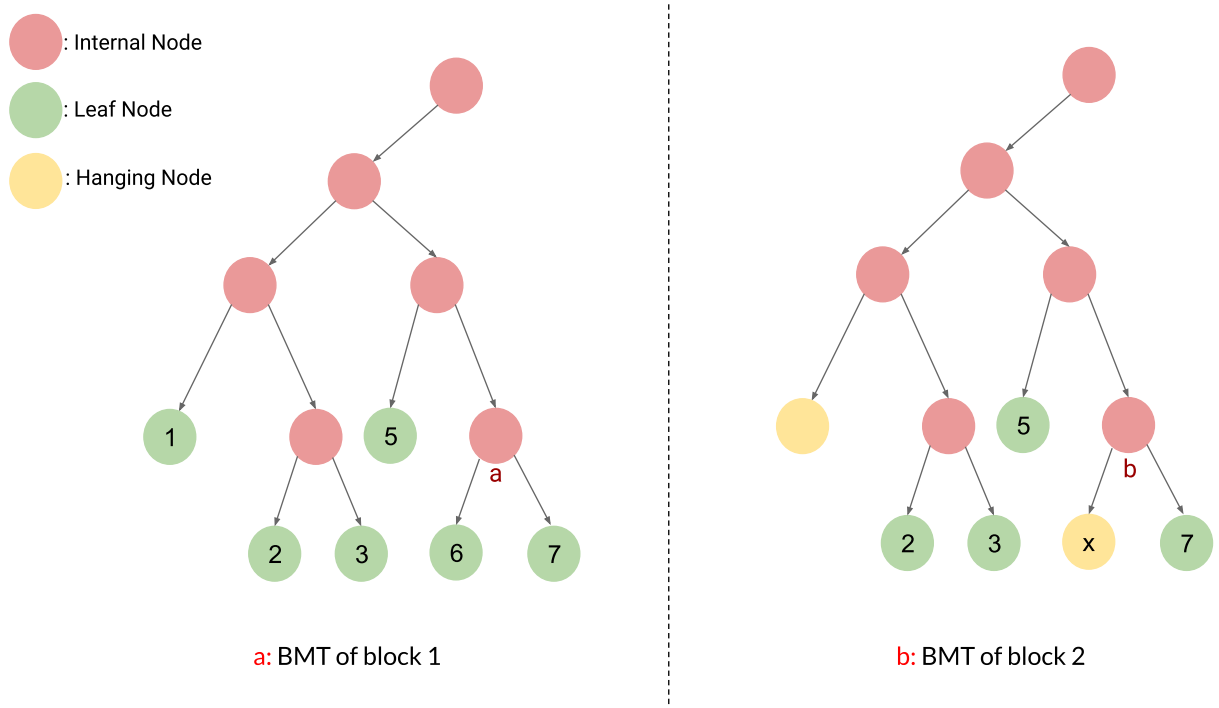 : Internal Node
: Leaf Node
: Hanging Node
1
5
a
2
3
6
7
a: BMT of block 1
5
b
2
3
x
7
b: BMT of block 2